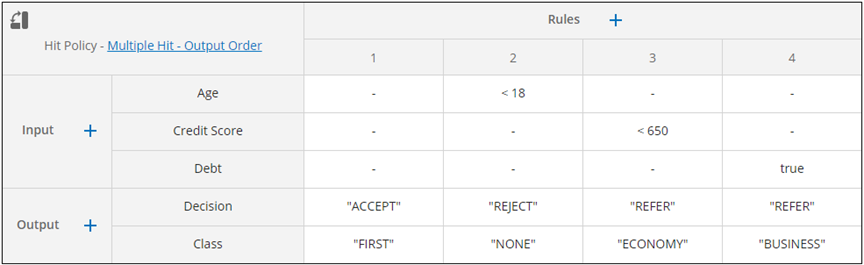 Rules +
Hit Policy - Multiple Hit - Output Order
1 2 3 4
Input +
Age - < 18 - -
Credit Score - - < 650 -
Debt - - - true
Output +
Decision "ACCEPT" "REJECT" "REFER" "REFER"
Class "FIRST" "NONE" "ECONOMY" "BUSINESS"